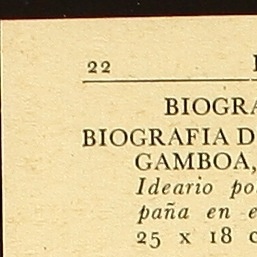 22
BIOGRA
BIOGRAFIA D
GAMBOA,
Ideario po
paña en e
25 x 18 c